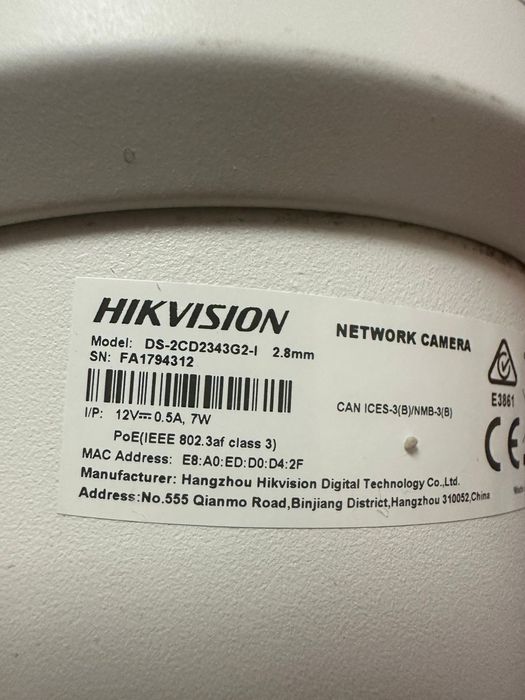 HIKVISION
NETWORK CAMERA
Model: DS-2CD2343G2-I 2.8mm
SN: FA1794312
I/P: 12V⎓0.5A, 7W
CAN ICES-3(B)/NMB-3(B)
E3861
PoE(IEEE 802.3af class 3)
CE
MAC Address: E8:A0:ED:D0:D4:2F
Manufacturer: Hangzhou Hikvision Digital Technology Co.,Ltd.
Address:No.555 Qianmo Road,Binjiang District,Hangzhou 310052,China